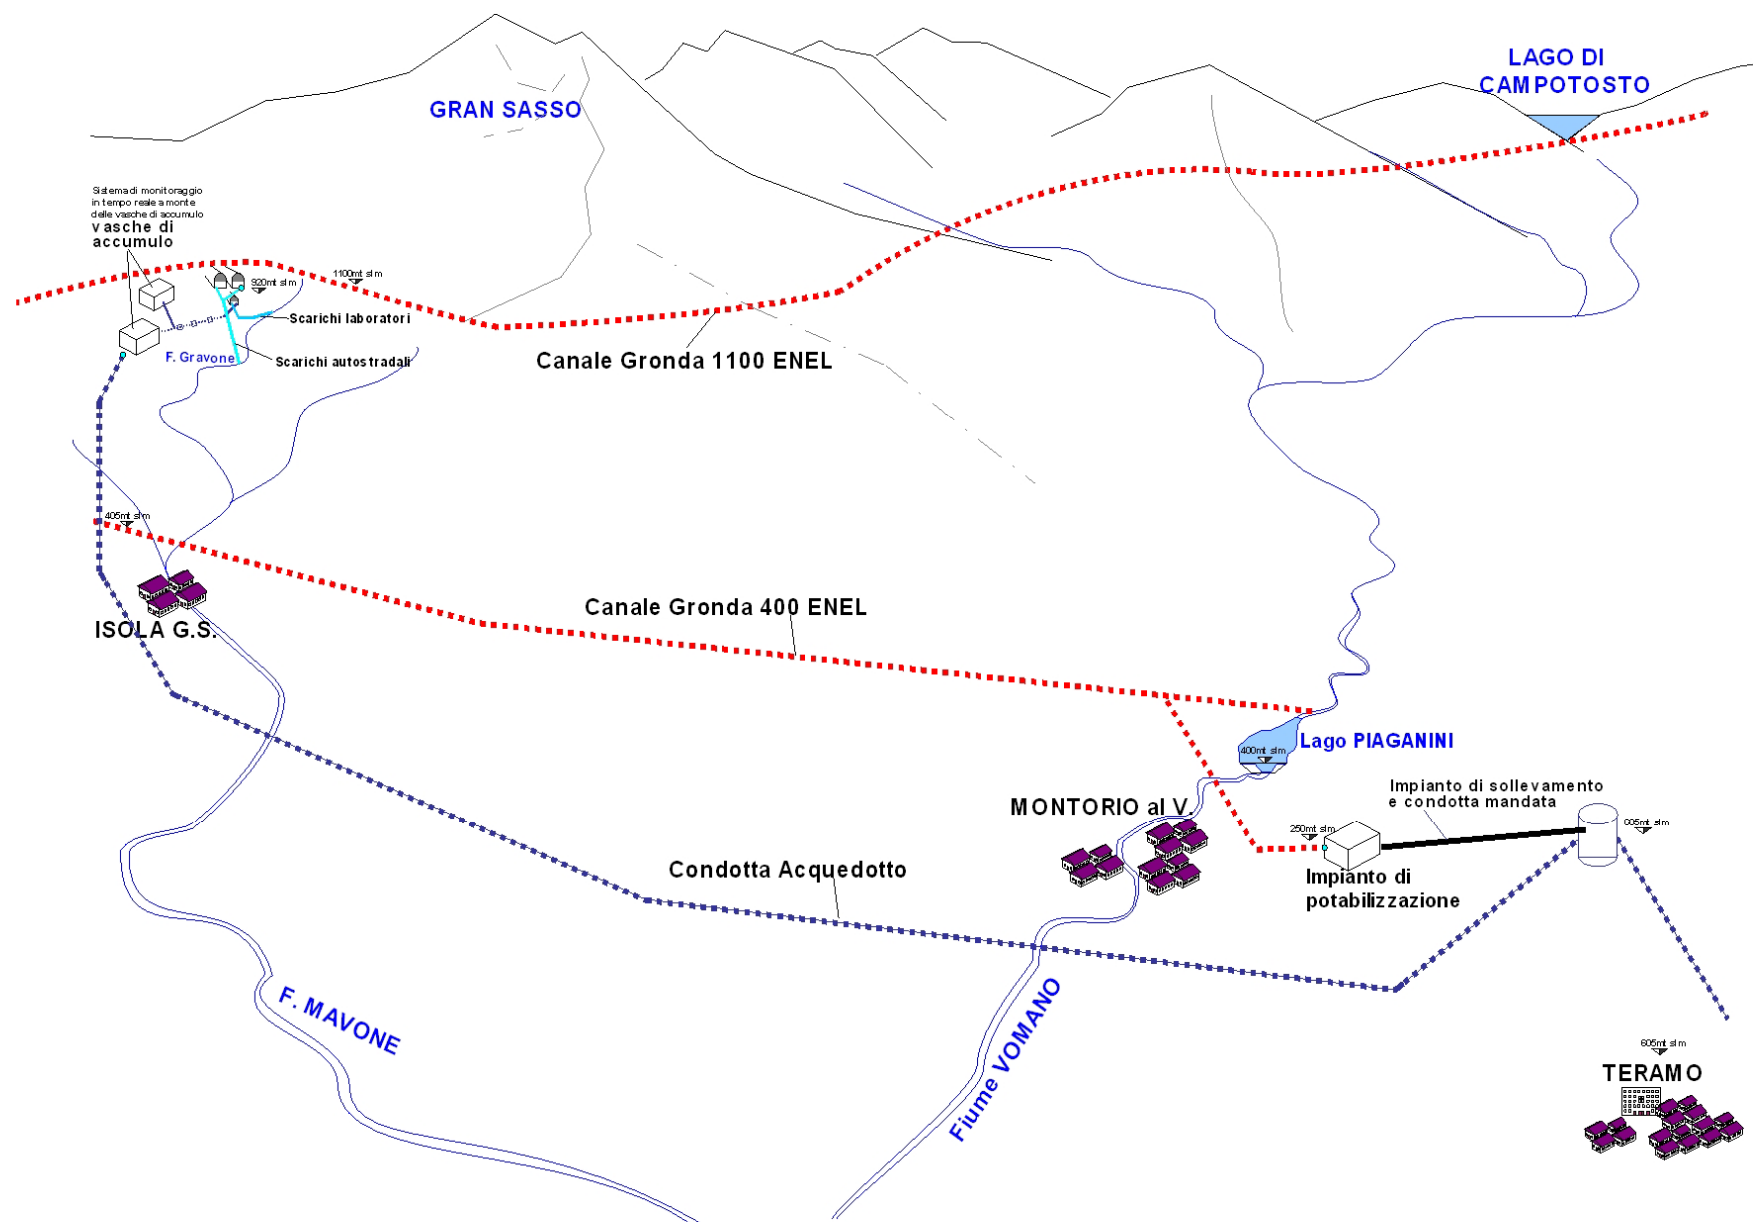 LAGO DI
CAMPOTOSTO
GRAN SASSO
Sistema di monitoraggio
in tempo reale a monte
delle vasche di accumulo
vasche di
accumulo
1100mt slm
920mt slm
Scarichi laboratori
F. Gravone
Scarichi autostradali
Canale Gronda 1100 ENEL
405mt slm
Canale Gronda 400 ENEL
ISOLA G.S.
Lago PIAGANINI
400mt slm
MONTORIO al V.
Impianto di sollevamento
e condotta mandata
250mt slm
605mt slm
Condotta Acquedotto
Impianto di
potabilizzazione
F. MAVONE
Fiume VOMANO
605mt slm
TERAMO